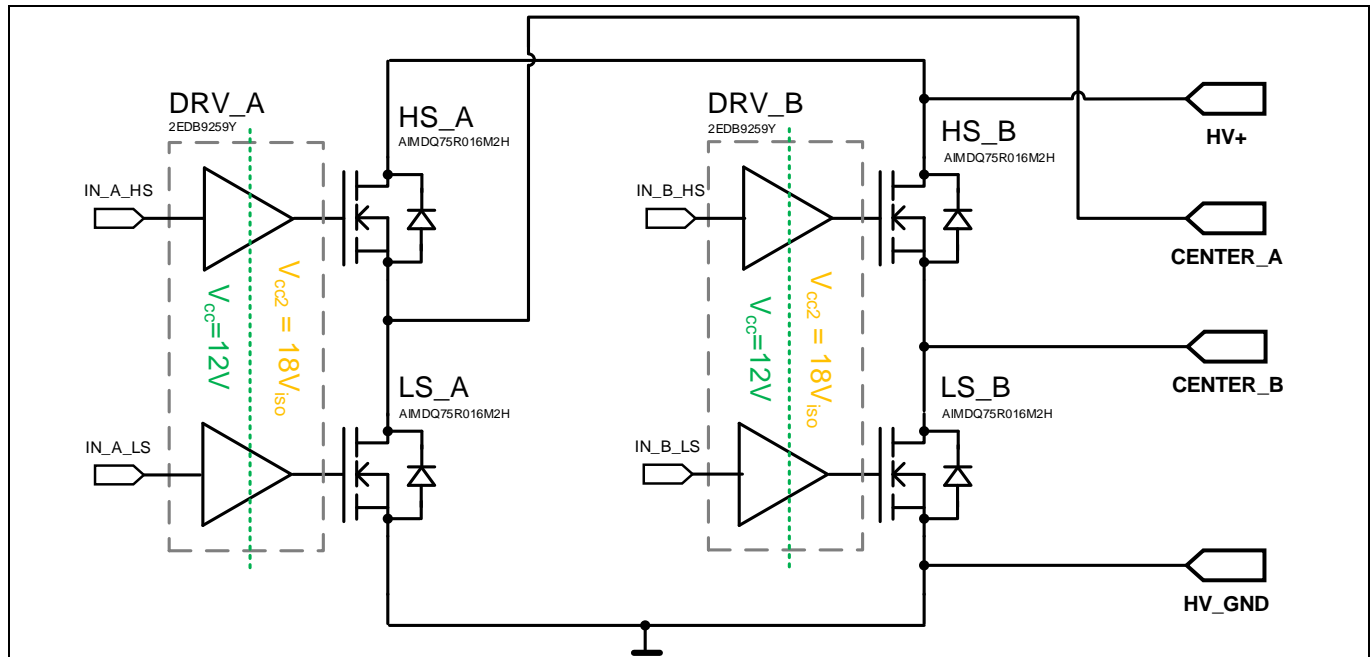 DRV_A
2EDB9259Y
HS_A
AIMDQ75R016M2H
IN_A_HS
Vcc=12V
Vcc2 = 18Viso
LS_A
AIMDQ75R016M2H
IN_A_LS
DRV_B
2EDB9259Y
HS_B
AIMDQ75R016M2H
IN_B_HS
Vcc=12V
Vcc2 = 18Viso
LS_B
AIMDQ75R016M2H
IN_B_LS
HV+
CENTER_A
CENTER_B
HV_GND